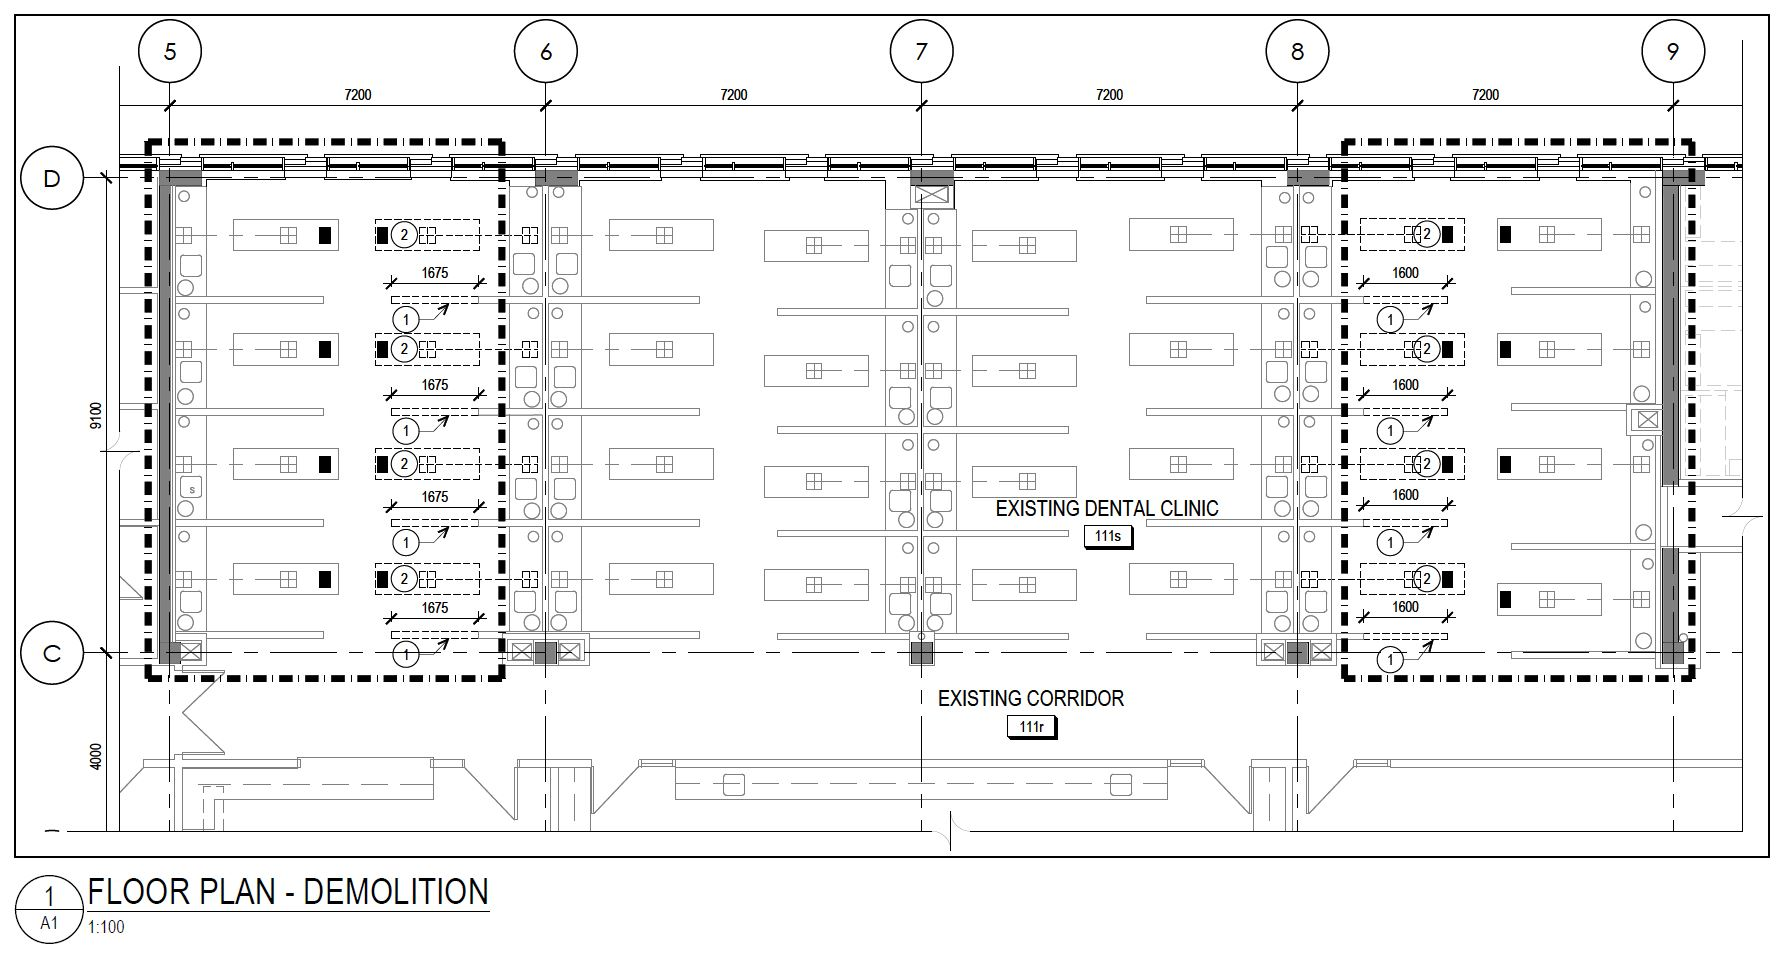 5 6 7 8 9
7200 7200 7200 7200
D
2 2
1675 1600
1 1
2 2
1675 1600
1 1
9100
2 2
1675 1600
S
EXISTING DENTAL CLINIC
111s
1 1
2 2
1675 1600
C
1 1
EXISTING CORRIDOR
111r
4000
1 FLOOR PLAN - DEMOLITION
A1 1:100